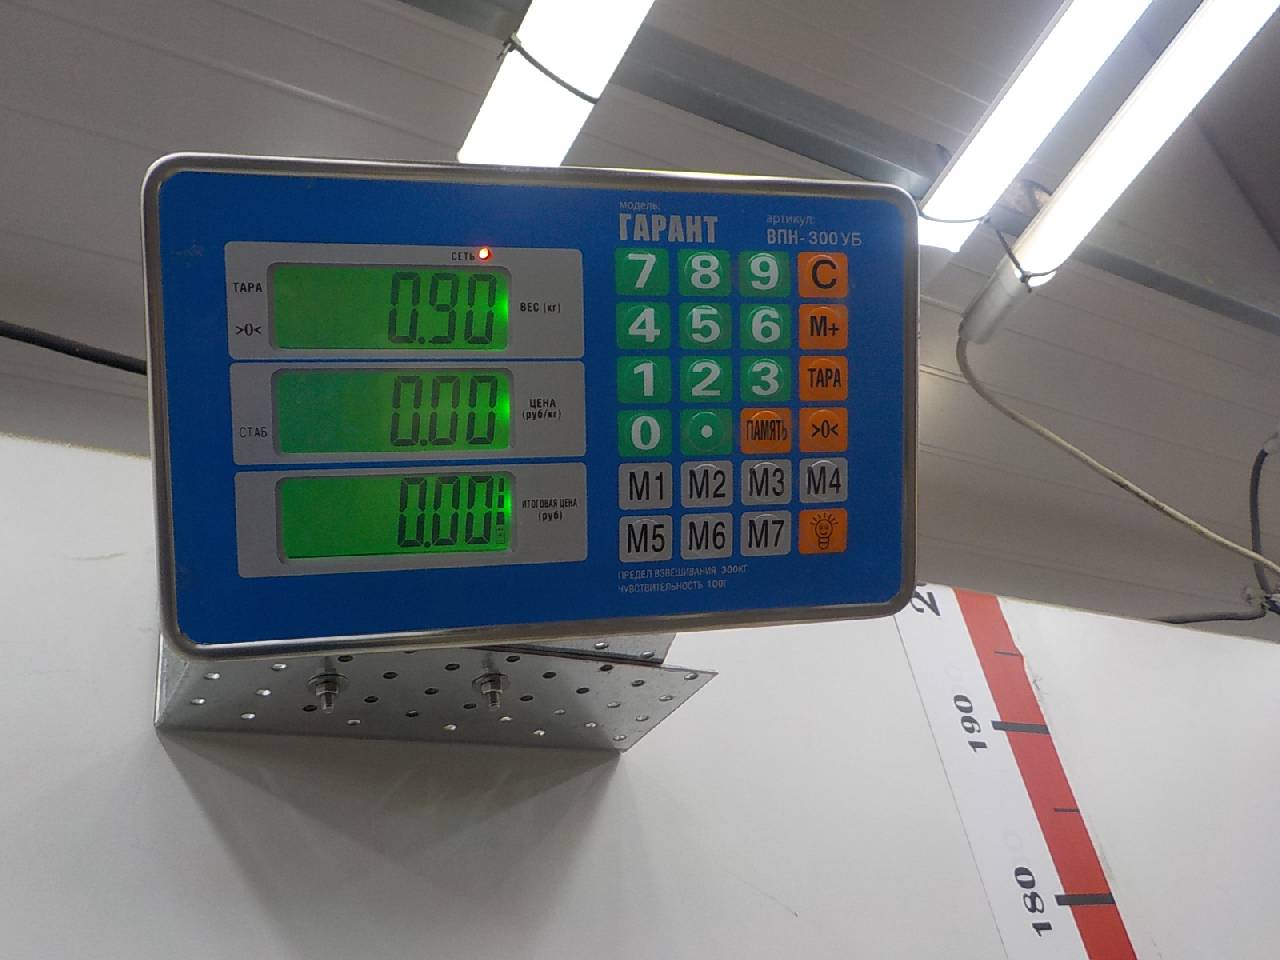 модель:
ГАРАНТ
артикул:
ВПН-300УБ
СЕТЬ
ТАРА
>0<
0.90
ВЕС (кг)
СТАБ
0.00
ЦЕНА
(руб/кг)
0.00
ИТОГОВАЯ ЦЕНА
(руб)
7 8 9 C
4 5 6 M+
1 2 3 ТАРА
0 . ПАМЯТЬ >0<
M1 M2 M3 M4
M5 M6 M7
ПРЕДЕЛ ВЗВЕШИВАНИЯ 300КГ
ЧУВСТВИТЕЛЬНОСТЬ 100Г
190
180